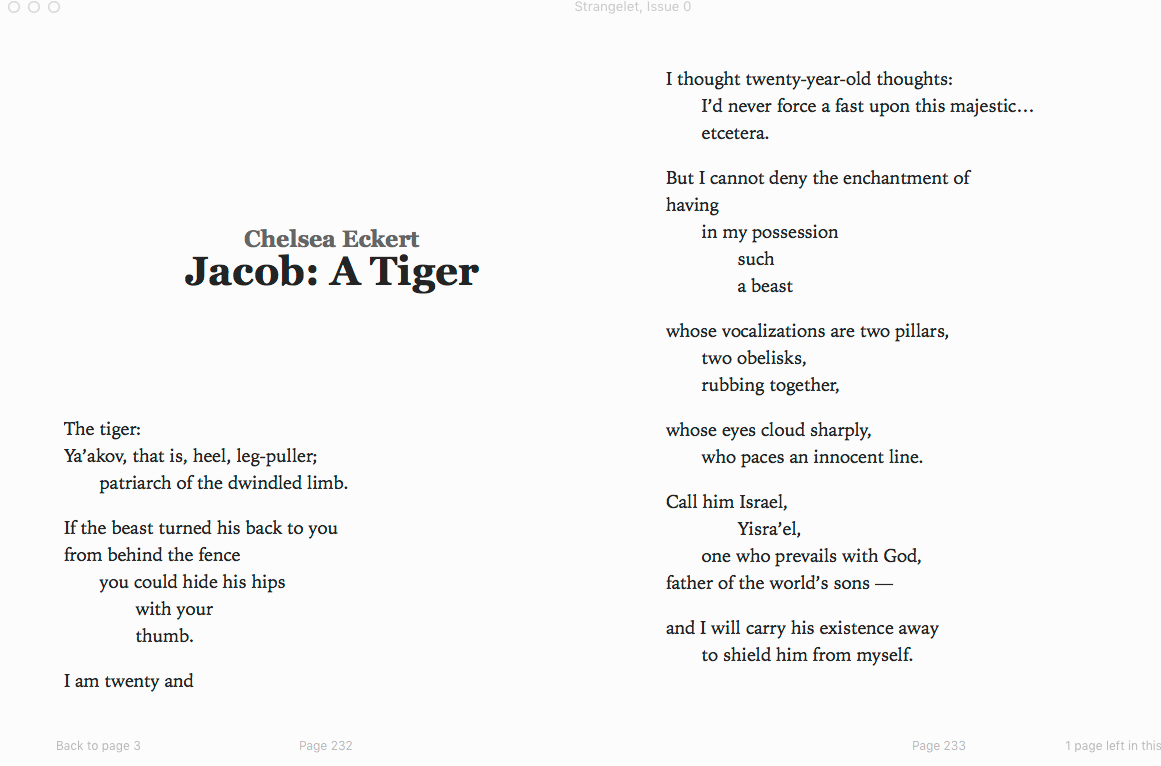 Strangelet, Issue 0
Chelsea Eckert
Jacob: A Tiger
The tiger:
Ya’akov, that is, heel, leg-puller;
patriarch of the dwindled limb.
If the beast turned his back to you
from behind the fence
you could hide his hips
with your
thumb.
I am twenty and
I thought twenty-year-old thoughts:
I’d never force a fast upon this majestic…
etcetera.
But I cannot deny the enchantment of
having
in my possession
such
a beast
whose vocalizations are two pillars,
two obelisks,
rubbing together,
whose eyes cloud sharply,
who paces an innocent line.
Call him Israel,
Yisra’el,
one who prevails with God,
father of the world’s sons —
and I will carry his existence away
to shield him from myself.
Back to page 3
Page 232
Page 233
1 page left in this